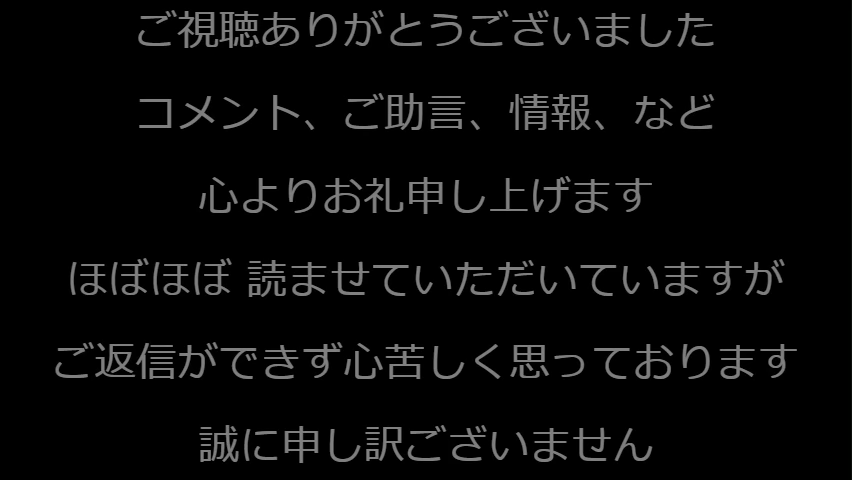 ご視聴ありがとうございました
コメント、ご助言、情報、など
心よりお礼申し上げます
ほぼほぼ 読ませていただいていますが
ご返信ができず心苦しく思っております
誠に申し訳ございません